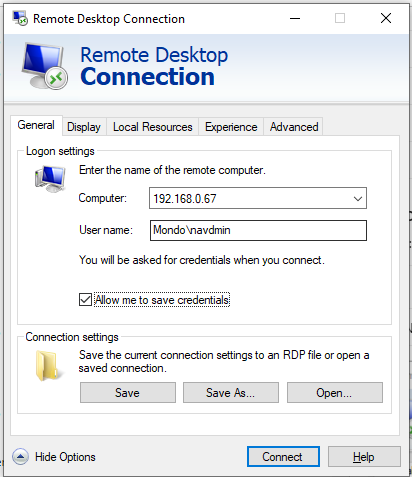 Remote Desktop Connection
Remote Desktop
Connection
General Display Local Resources Experience Advanced
Logon settings
Enter the name of the remote computer.
Computer: 192.168.0.67
User name: Mondo\navdmin
You will be asked for credentials when you connect.
Allow me to save credentials
Connection settings
Save the current connection settings to an RDP file or open a
saved connection.
Save Save As... Open...
Hide Options Connect Help